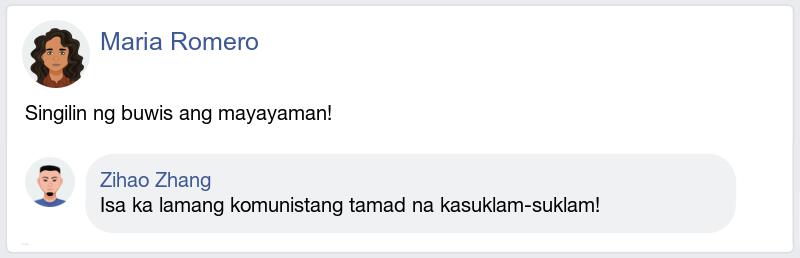 Maria Romero
Singilin ng buwis ang mayayaman!
Zihao Zhang
Isa ka lamang komunistang tamad na kasuklam-suklam!